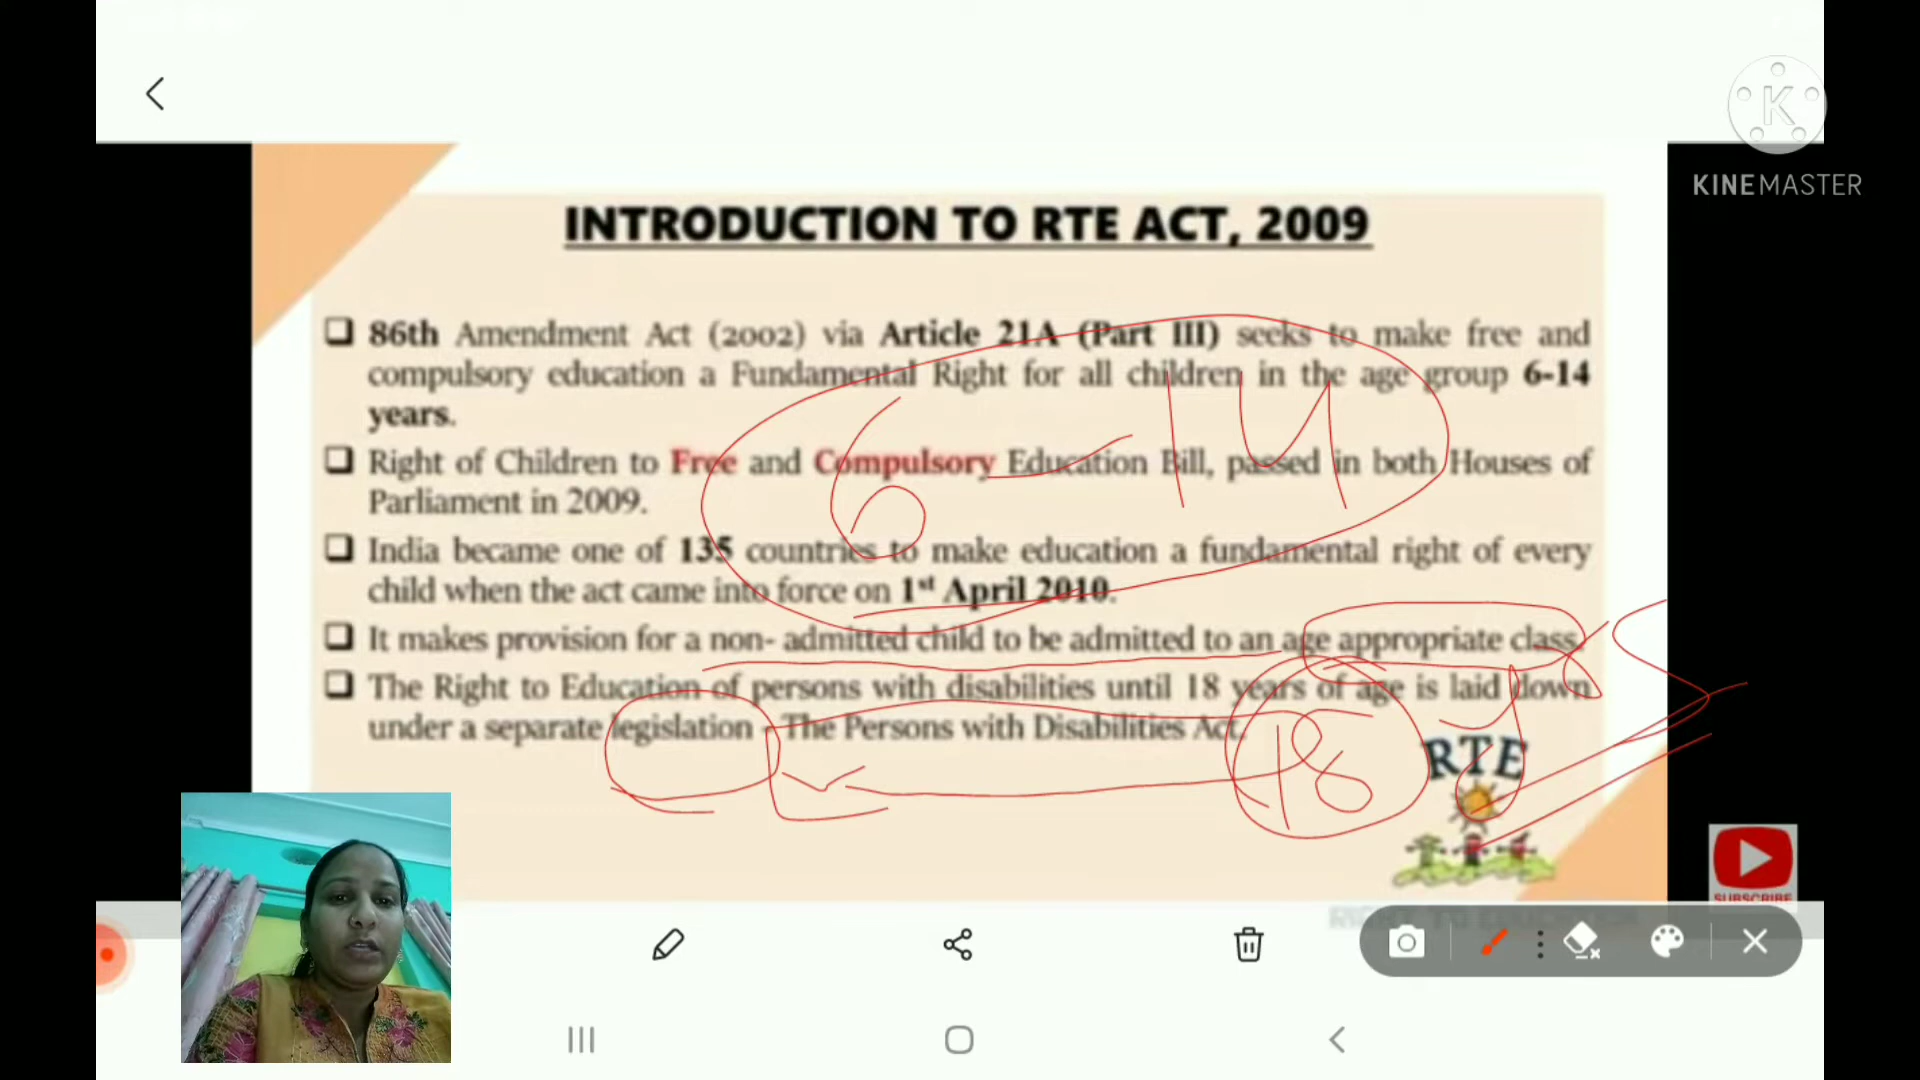 KINEMASTER
INTRODUCTION TO RTE ACT, 2009
86th Amendment Act (2002) via Article 21A (Part III) seeks to make free and
compulsory education a Fundamental Right for all children in the age group 6-14
years.
Right of Children to Free and Compulsory Education Bill, passed in both Houses of
Parliament in 2009.
India became one of 135 countries to make education a fundamental right of every
child when the act came into force on 1st April 2010.
It makes provision for a non- admitted child to be admitted to an age appropriate class.
The Right to Education of persons with disabilities until 18 years of age is laid down
under a separate legislation - The Persons with Disabilities Act.
6-14
18
RTE
RIGHT TO EDUCATION
SUBSCRIBE